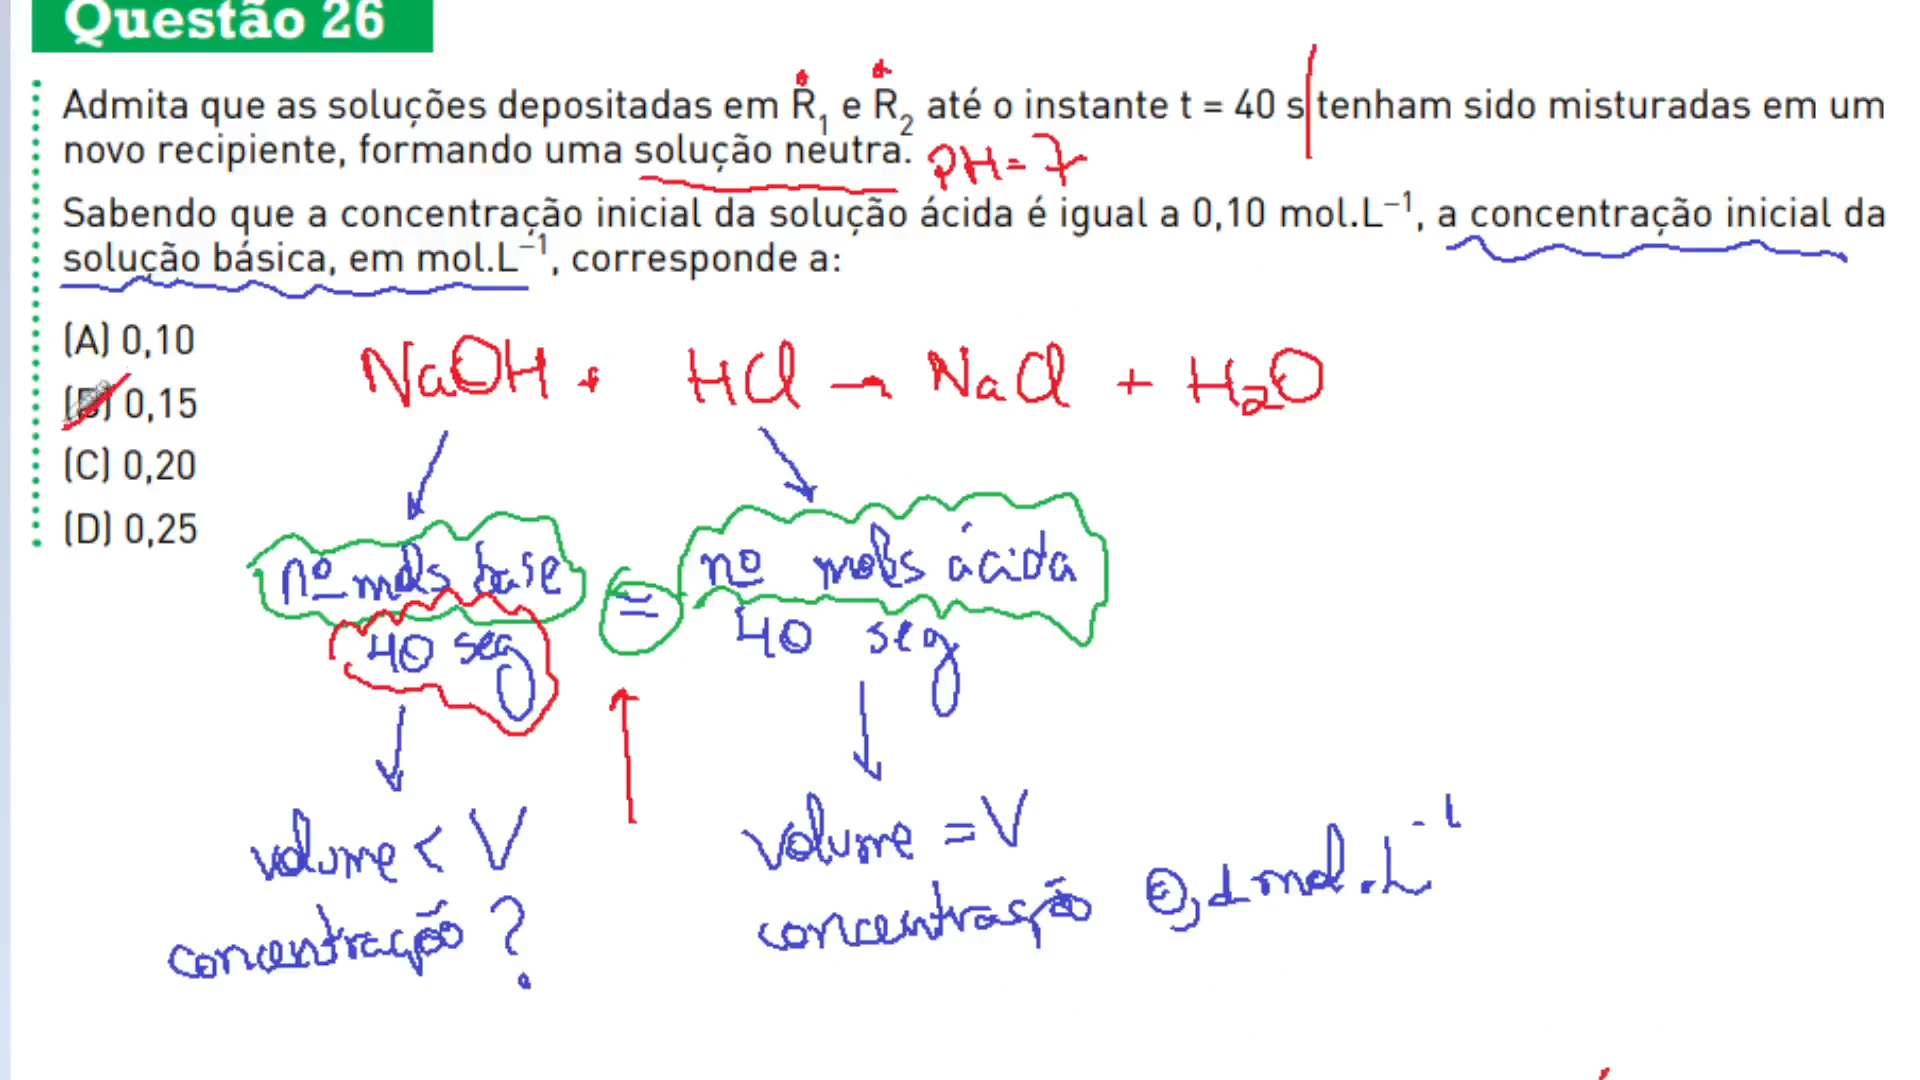 Questão 26
Admita que as soluções depositadas em R₁ e R₂ até o instante t = 40 s tenham sido misturadas em um
novo recipiente, formando uma solução neutra. PH = 7
Sabendo que a concentração inicial da solução ácida é igual a 0,10 mol.L⁻¹, a concentração inicial da
solução básica, em mol.L⁻¹, corresponde a:
(A) 0,10
(B) 0,15
(C) 0,20
(D) 0,25
NaOH + HCl → NaCl + H₂O
nº mols base = nº mols ácida
40 seg 40 seg
volume < V volume = V
concentração ? concentração 0,1 mol.L⁻¹